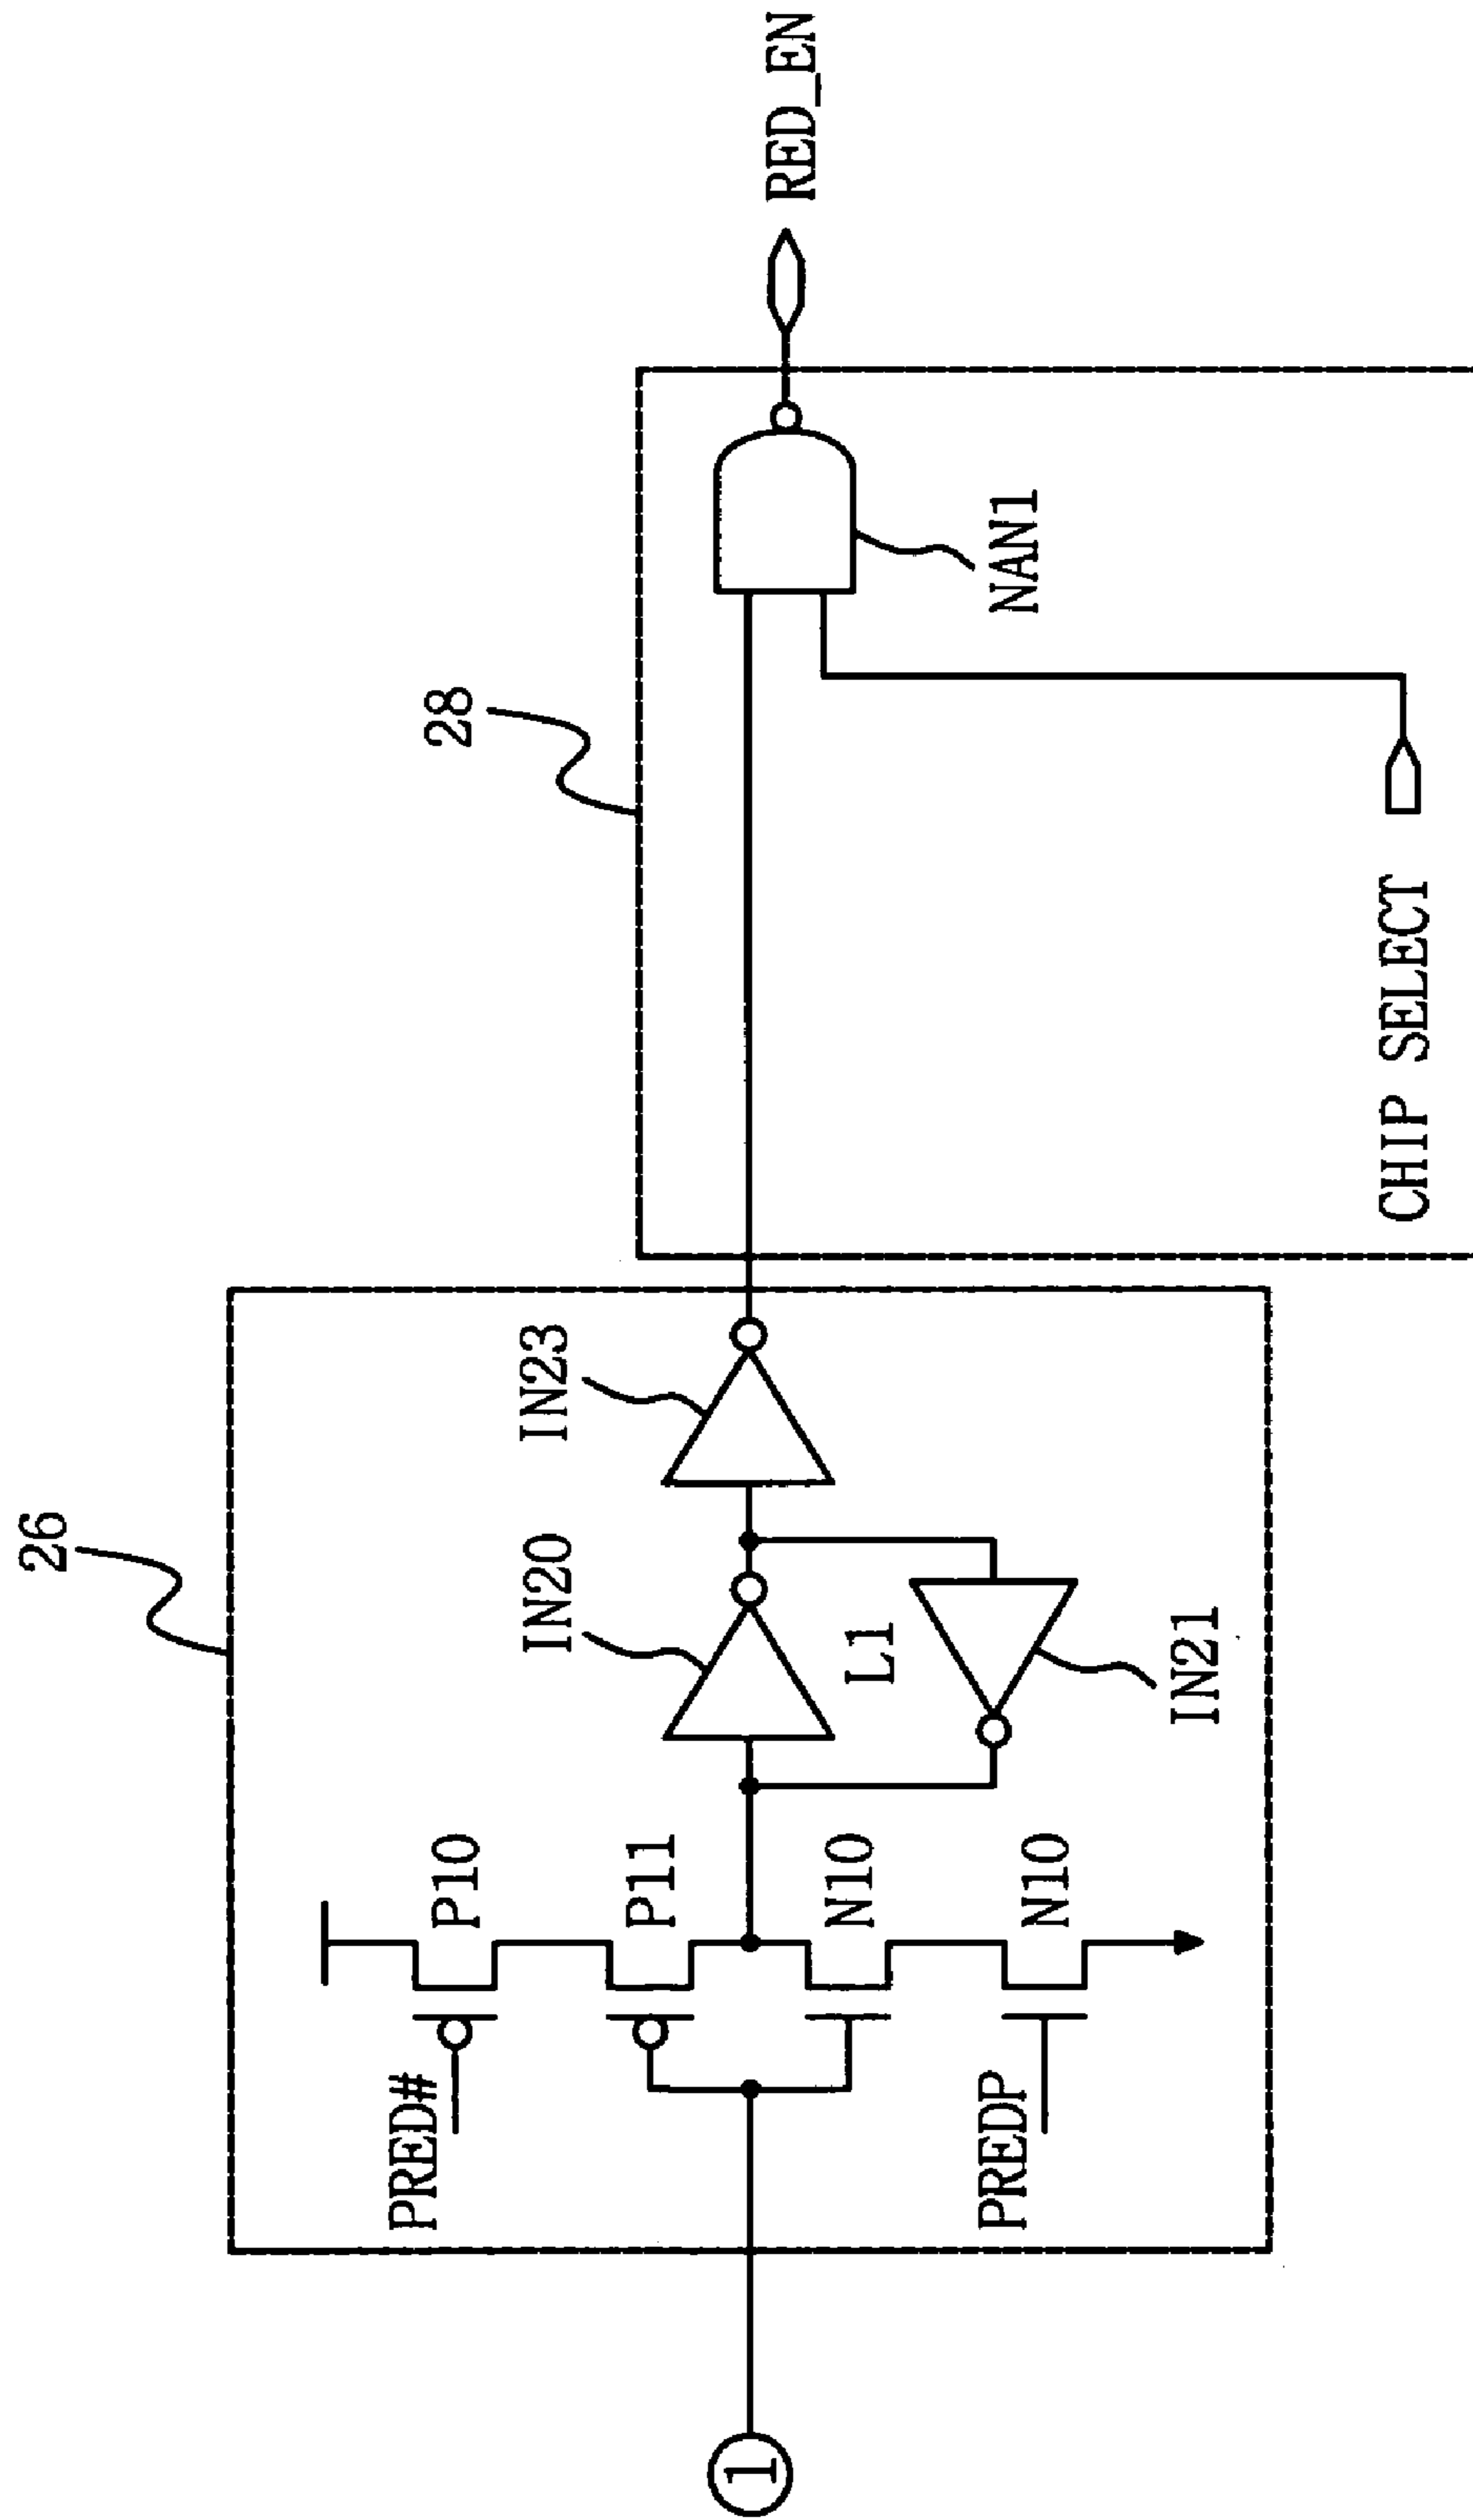 26
28
PRED#
P10
P11
IN20
IN23
RED_EN
1
L1
N10
NAN1
PREDP
N10
IN21
CHIP SELECT